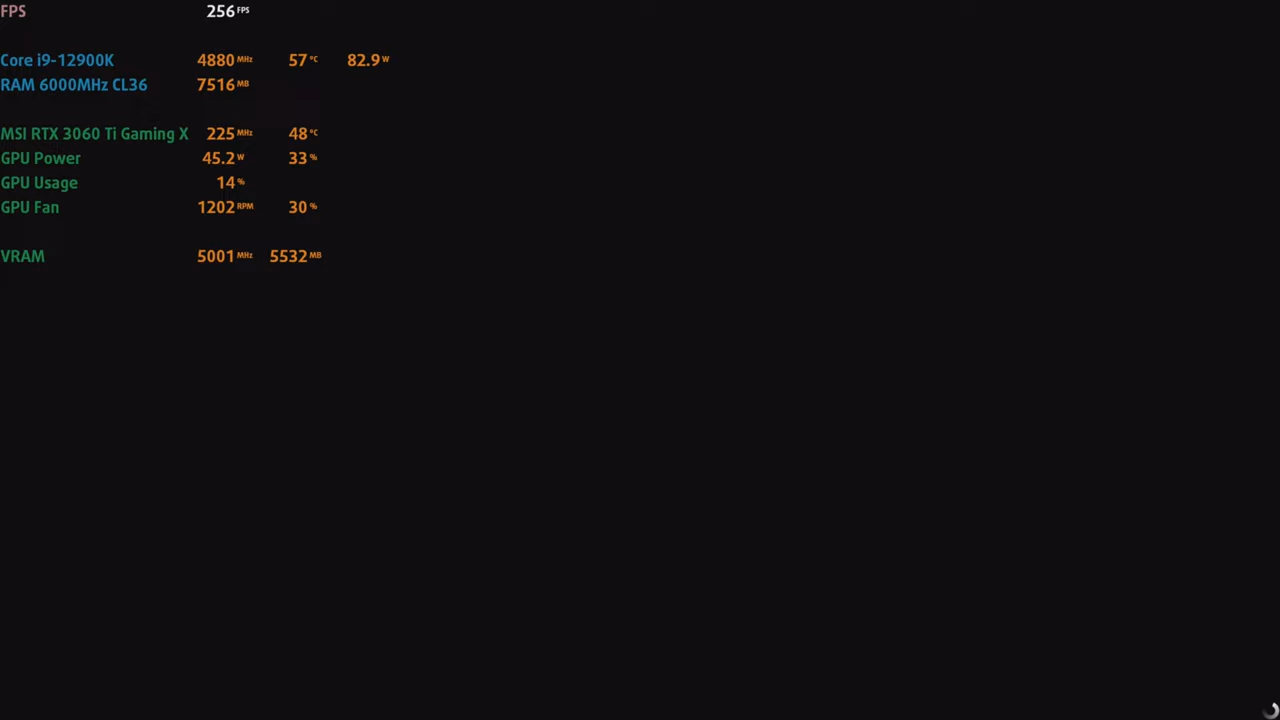 FPS 256 FPS
Core i9-12900K 4880 MHz 57 °C 82.9 W
RAM 6000MHz CL36 7516 MB
MSI RTX 3060 Ti Gaming X 225 MHz 48 °C
GPU Power 45.2 W 33 %
GPU Usage 14 %
GPU Fan 1202 RPM 30 %
VRAM 5001 MHz 5532 MB